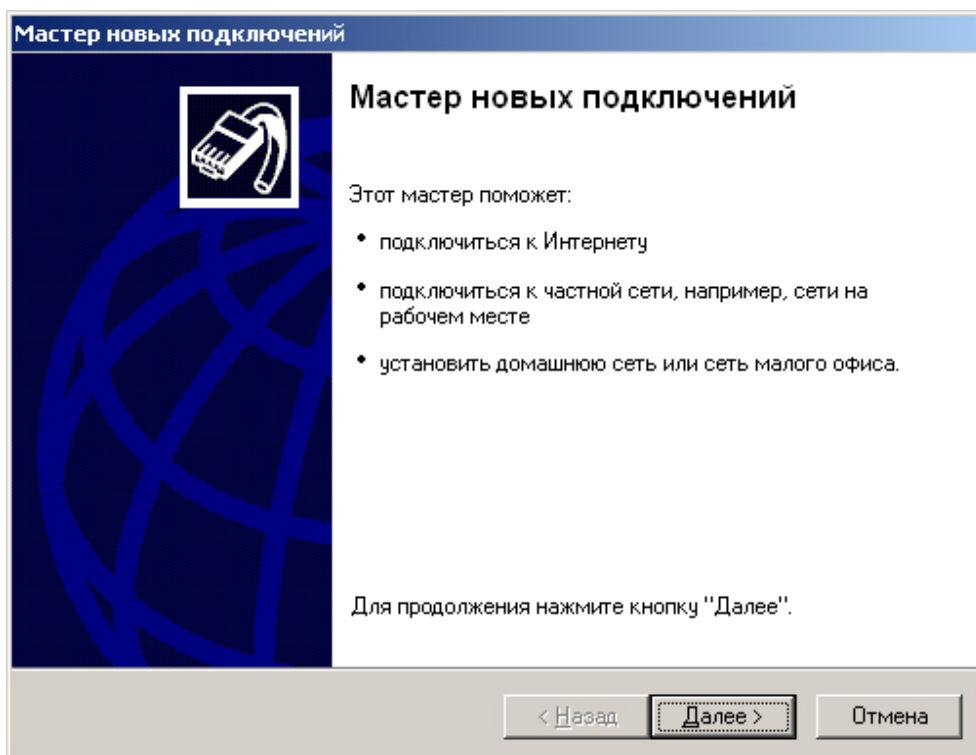 Мастер новых подключений
Мастер новых подключений
Этот мастер поможет:
• подключиться к Интернету
• подключиться к частной сети, например, сети на
рабочем месте
• установить домашнюю сеть или сеть малого офиса.
Для продолжения нажмите кнопку "Далее".
< Назад
Далее >
Отмена